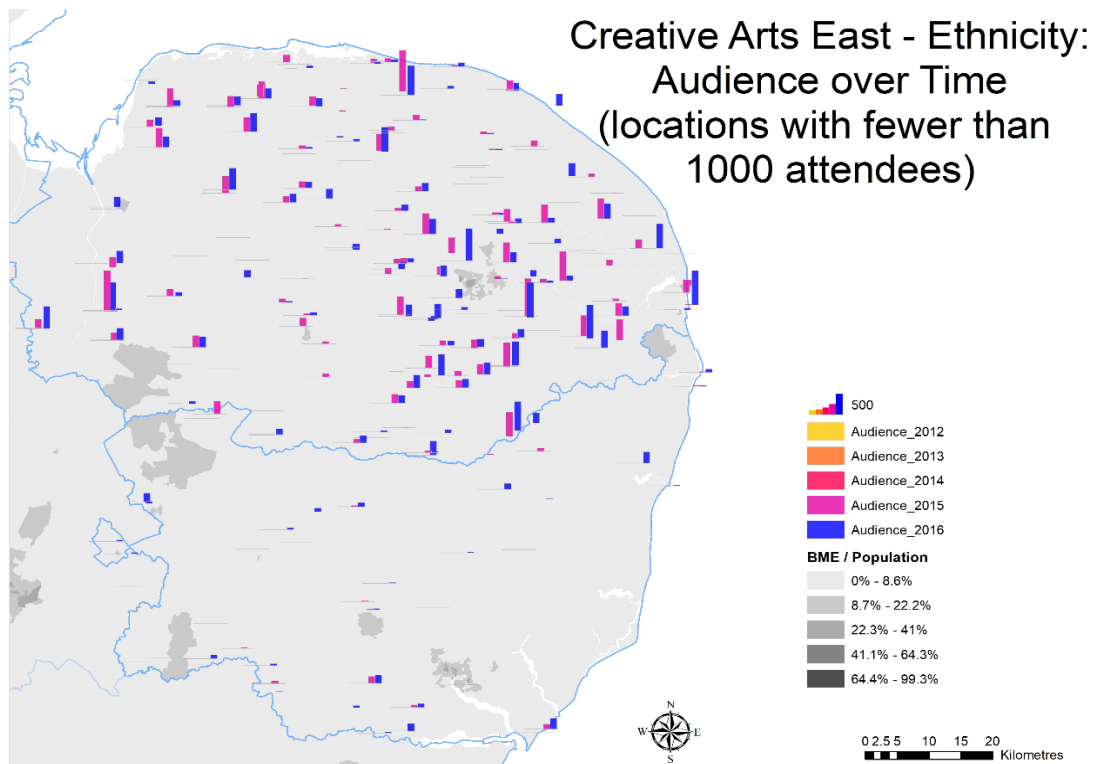 Creative Arts East - Ethnicity:
Audience over Time
(locations with fewer than
1000 attendees)
500
Audience_2012
Audience_2013
Audience_2014
Audience_2015
Audience_2016
BME / Population
0% - 8.6%
8.7% - 22.2%
22.3% - 41%
41.1% - 64.3%
64.4% - 99.3%
N
W E
S
0 2.5 5 10 15 20
Kilometres